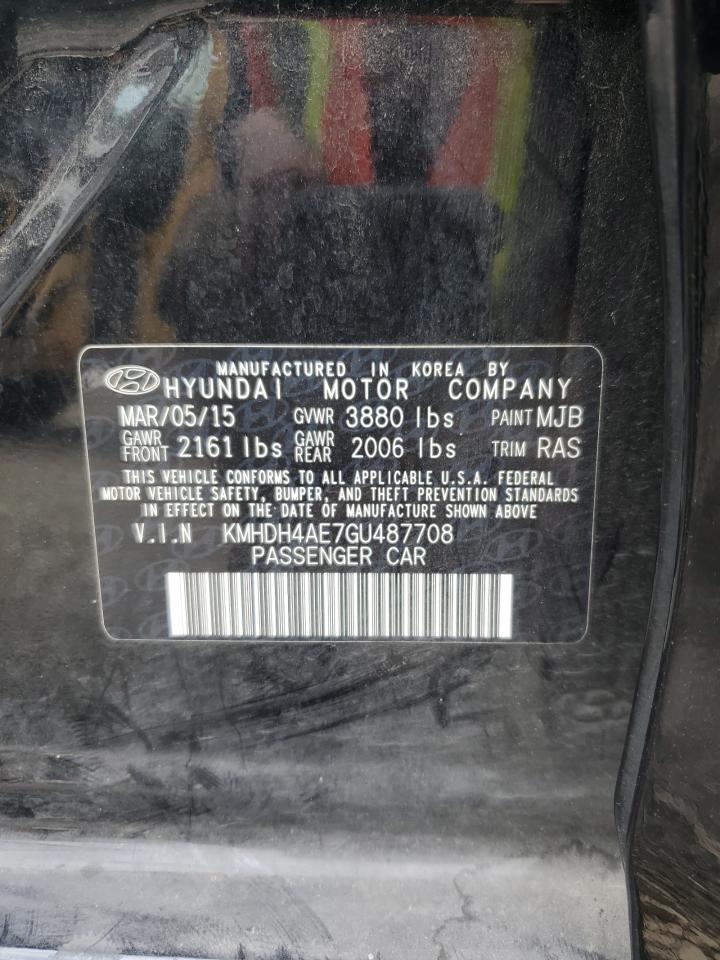 MANUFACTURED IN KOREA BY
HYUNDAI MOTOR COMPANY
MAR/05/15 GVWR 3880 lbs PAINT MJB
GAWR FRONT 2161 lbs GAWR REAR 2006 lbs TRIM RAS
THIS VEHICLE CONFORMS TO ALL APPLICABLE U.S.A. FEDERAL
MOTOR VEHICLE SAFETY, BUMPER, AND THEFT PREVENTION STANDARDS
IN EFFECT ON THE DATE OF MANUFACTURE SHOWN ABOVE
V.I.N KMHDH4AE7GU487708
PASSENGER CAR